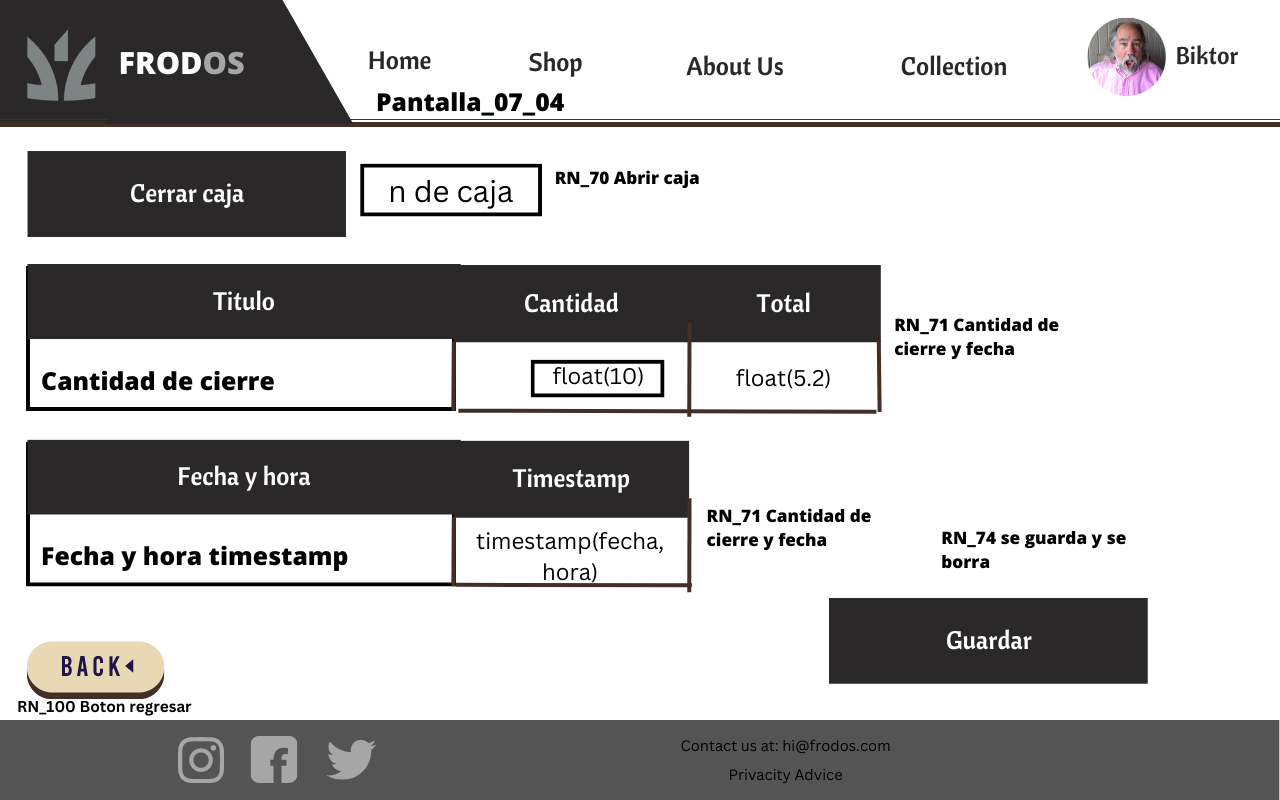 FRODOS
Home
Shop
About Us
Collection
Biktor
Pantalla_07_04
Cerrar caja
n de caja
RN_70 Abrir caja
Titulo
Cantidad
Total
Cantidad de cierre
float(10)
float(5.2)
RN_71 Cantidad de
cierre y fecha
Fecha y hora
Timestamp
Fecha y hora timestamp
timestamp(fecha,
hora)
RN_71 Cantidad de
cierre y fecha
RN_74 se guarda y se
borra
Guardar
BACK
RN_100 Boton regresar
Contact us at: hi@frodos.com
Privacity Advice